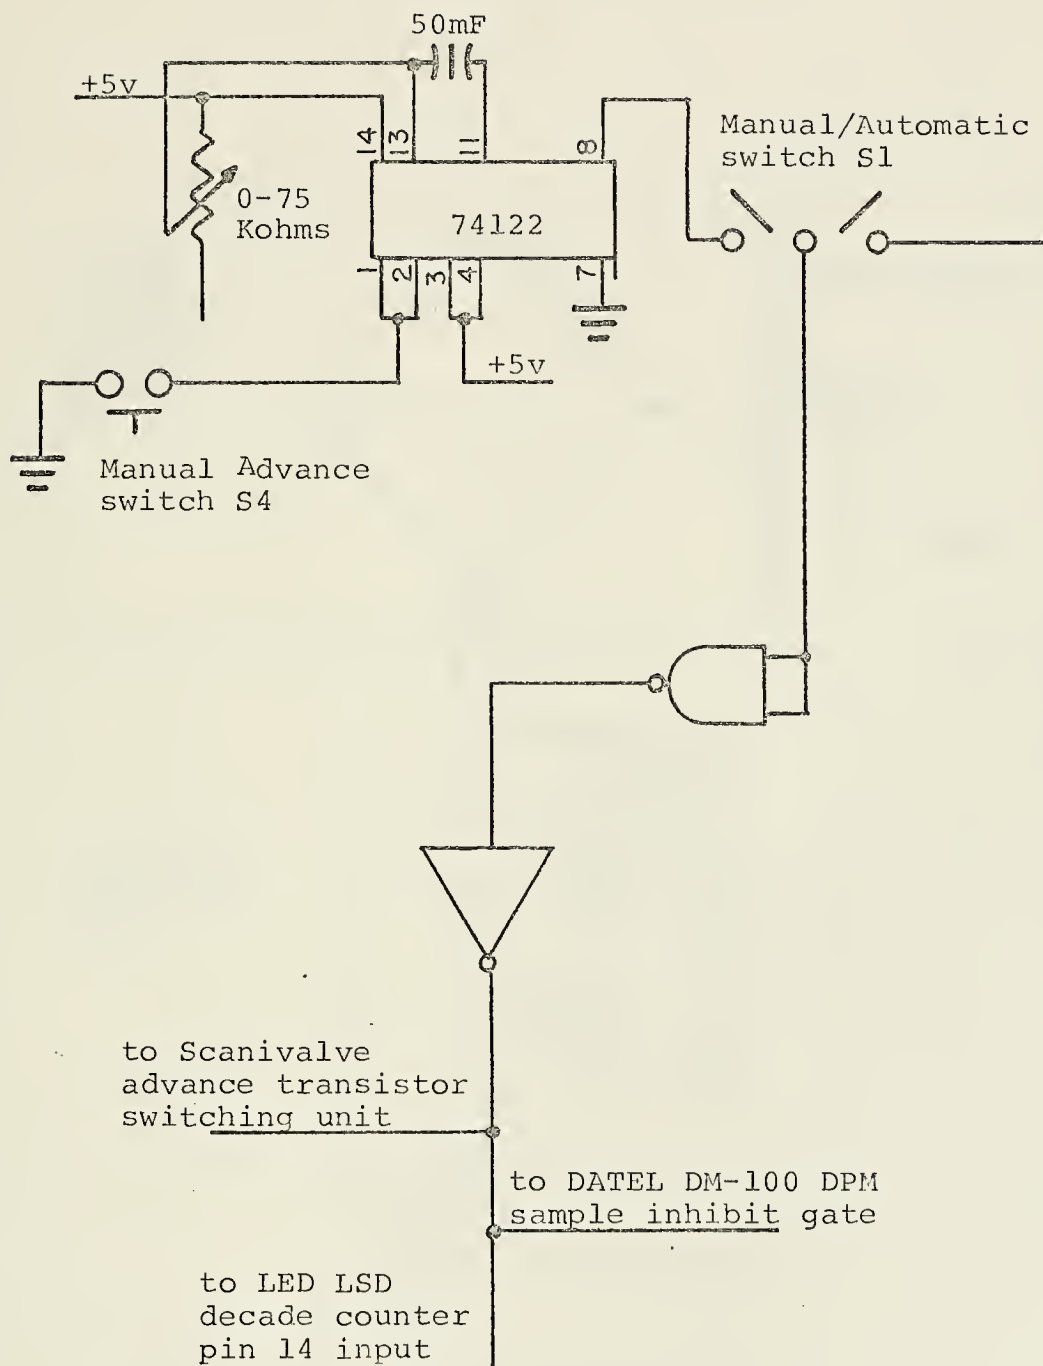 50mF
+5v
14
13
11
8
Manual/Automatic
switch S1
0-75
Kohms
74122
1
2
3
4
7
+5v
Manual Advance
switch S4
to Scanivalve
advance transistor
switching unit
to DATEL DM-100 DPM
sample inhibit gate
to LED LSD
decade counter
pin 14 input